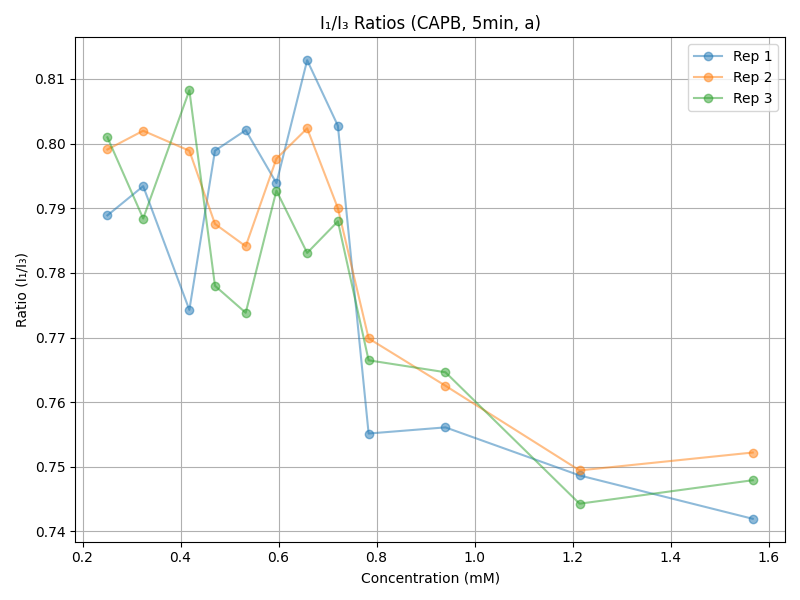 I₁/I₃ Ratios (CAPB, 5min, a)
Rep 1
Rep 2
Rep 3
Ratio (I₁/I₃)
0.81
0.80
0.79
0.78
0.77
0.76
0.75
0.74
0.2 0.4 0.6 0.8 1.0 1.2 1.4 1.6
Concentration (mM)